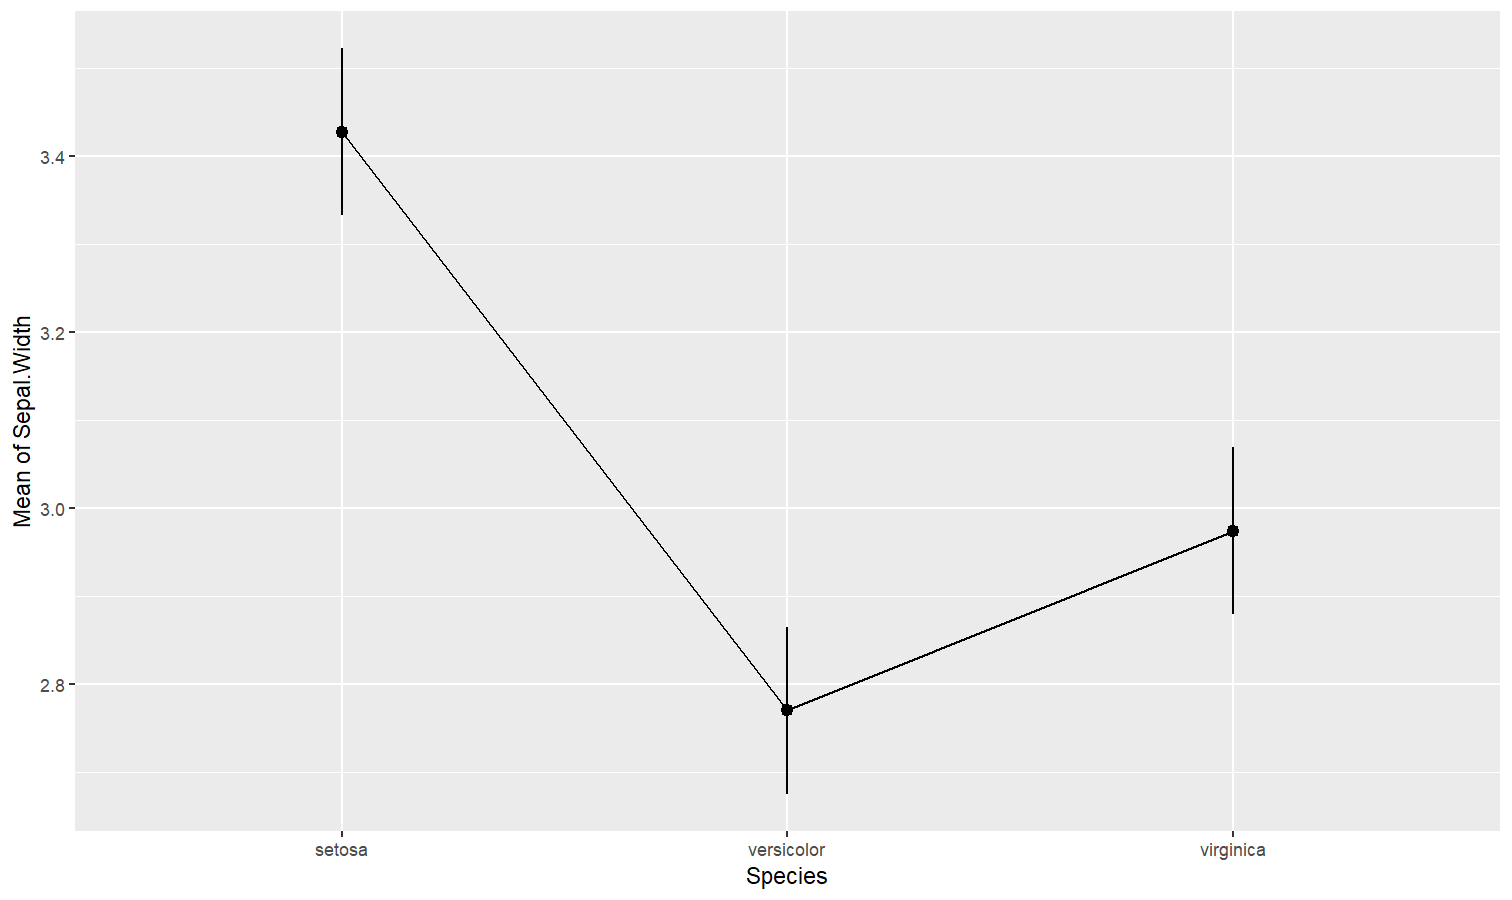 Mean of Sepal.Width
3.4
3.2
3.0
2.8
setosa
versicolor
virginica
Species